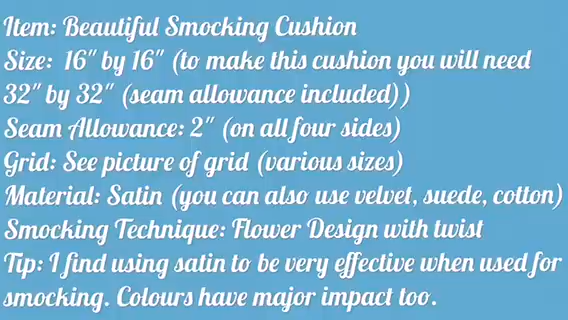 Item: Beautiful Smocking Cushion
Size:  16" by 16" (to make this cushion you will need
32" by 32" (seam allowance included))
Seam Allowance: 2" (on all four sides)
Grid: See picture of grid (various sizes)
Material: Satin (you can also use velvet, suede, cotton)
Smocking Technique: Flower Design with twist
Tip: I find using satin to be very effective when used for
smocking. Colours have major impact too.